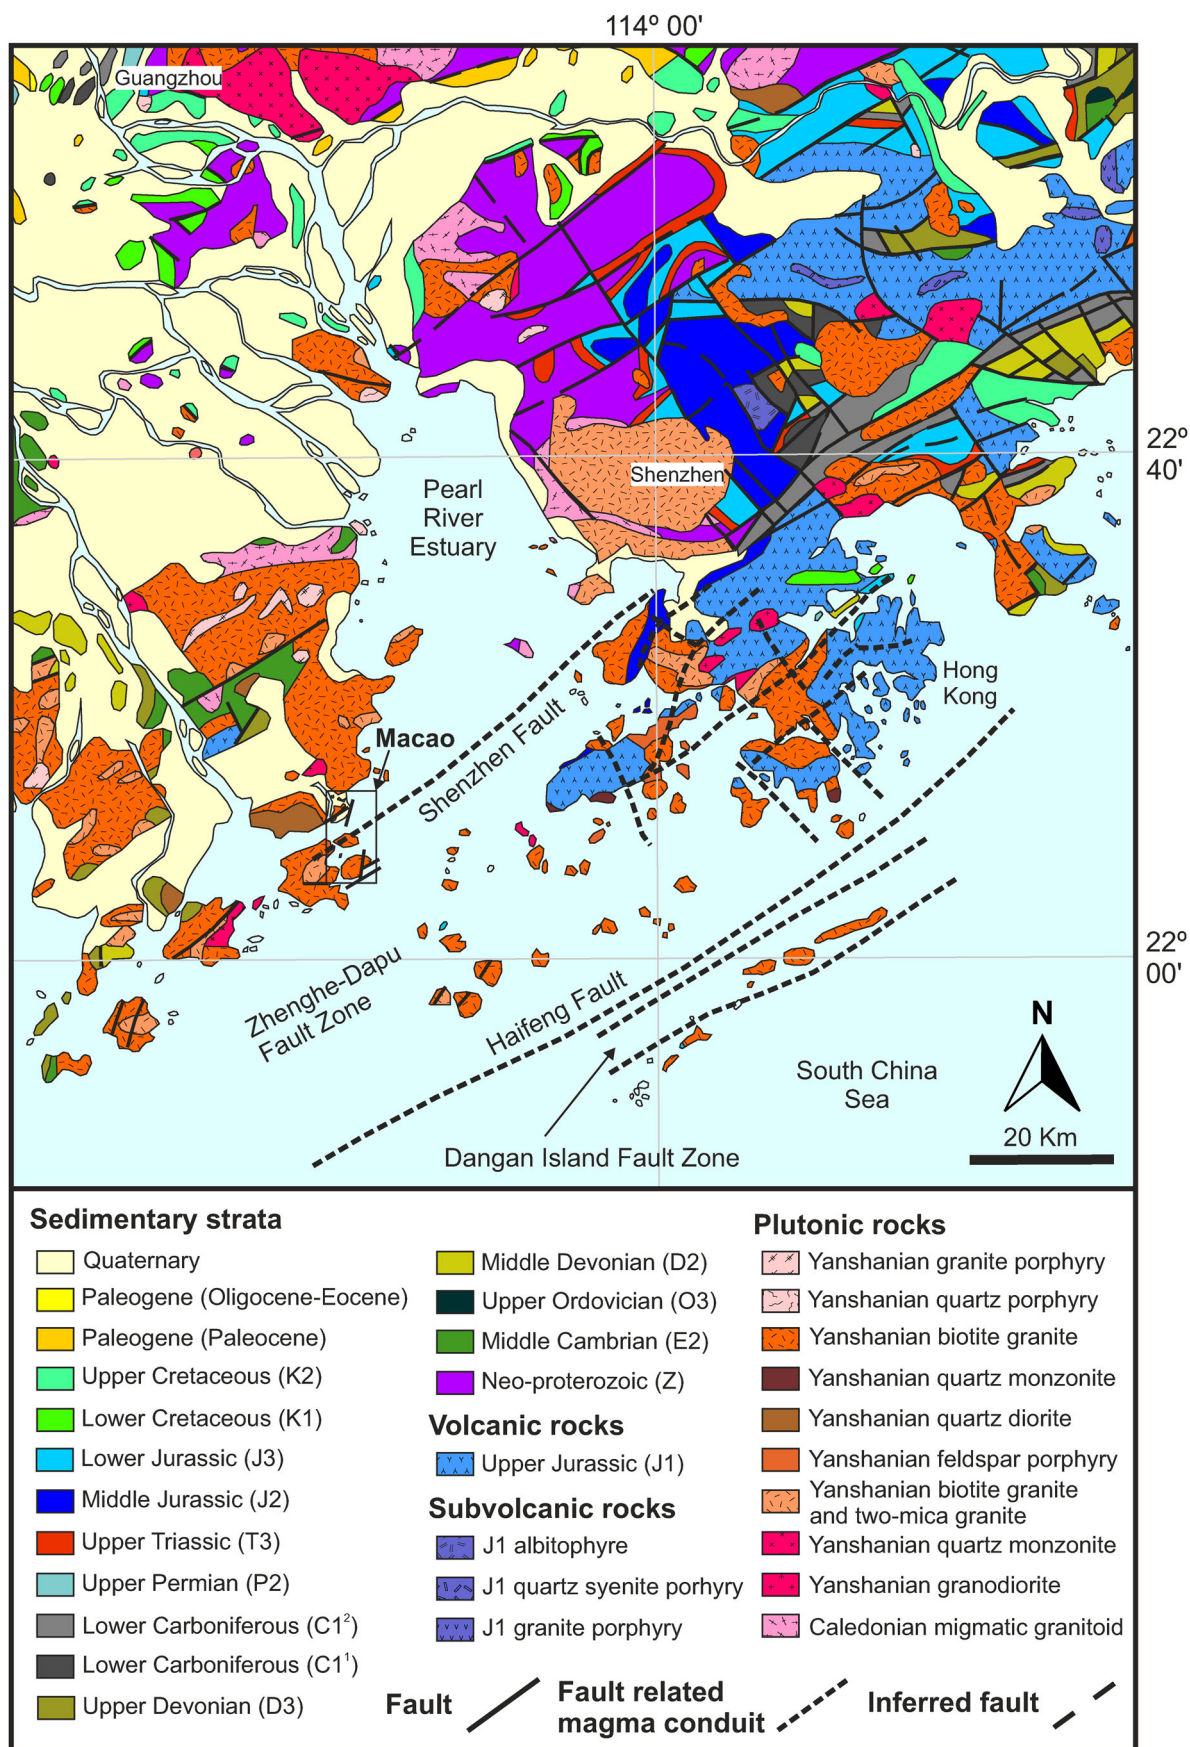 114º 00'
Guangzhou
22º
40'
Shenzhen
Pearl
River
Estuary
Hong
Kong
Macao
Shenzhen Fault
22º
00'
Zhenghe-Dapu
Fault Zone
Haifeng Fault
N
South China
Sea
20 Km
Dangan Island Fault Zone
Sedimentary strata
Quaternary
Paleogene (Oligocene-Eocene)
Paleogene (Paleocene)
Upper Cretaceous (K2)
Lower Cretaceous (K1)
Lower Jurassic (J3)
Middle Jurassic (J2)
Upper Triassic (T3)
Upper Permian (P2)
Lower Carboniferous (C1²)
Lower Carboniferous (C1¹)
Upper Devonian (D3)
Middle Devonian (D2)
Upper Ordovician (O3)
Middle Cambrian (E2)
Neo-proterozoic (Z)
Volcanic rocks
Upper Jurassic (J1)
Subvolcanic rocks
J1 albitophyre
J1 quartz syenite porhyry
J1 granite porphyry
Plutonic rocks
Yanshanian granite porphyry
Yanshanian quartz porphyry
Yanshanian biotite granite
Yanshanian quartz monzonite
Yanshanian quartz diorite
Yanshanian feldspar porphyry
Yanshanian biotite granite
and two-mica granite
Yanshanian quartz monzonite
Yanshanian granodiorite
Caledonian migmatic granitoid
Fault
Fault related
magma conduit
Inferred fault